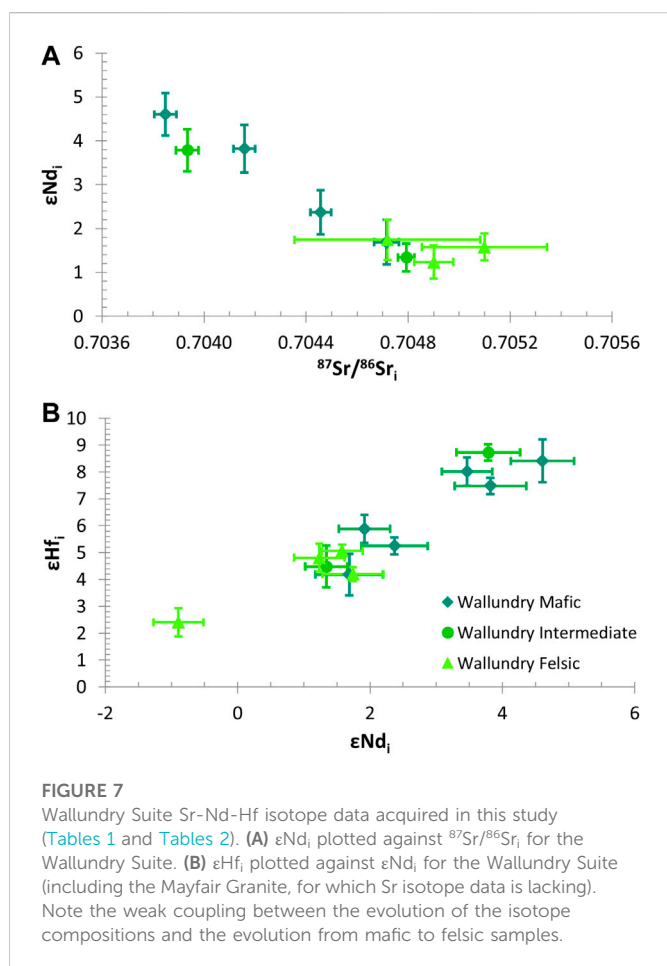 A
6
5
4
3
2
1
0
εNdᵢ
0.7036 0.7040 0.7044 0.7048 0.7052 0.7056
⁸⁷Sr/⁸⁶Srᵢ
B
10
9
8
7
6
5
4
3
2
1
0
εHfᵢ
Wallundry Mafic
Wallundry Intermediate
Wallundry Felsic
-2 0 2 4 6
εNdᵢ
FIGURE 7
Wallundry Suite Sr-Nd-Hf isotope data acquired in this study
(Tables 1 and Tables 2). (A) εNdᵢ plotted against ⁸⁷Sr/⁸⁶Srᵢ for the
Wallundry Suite. (B) εHfᵢ plotted against εNdᵢ for the Wallundry Suite
(including the Mayfair Granite, for which Sr isotope data is lacking).
Note the weak coupling between the evolution of the isotope
compositions and the evolution from mafic to felsic samples.